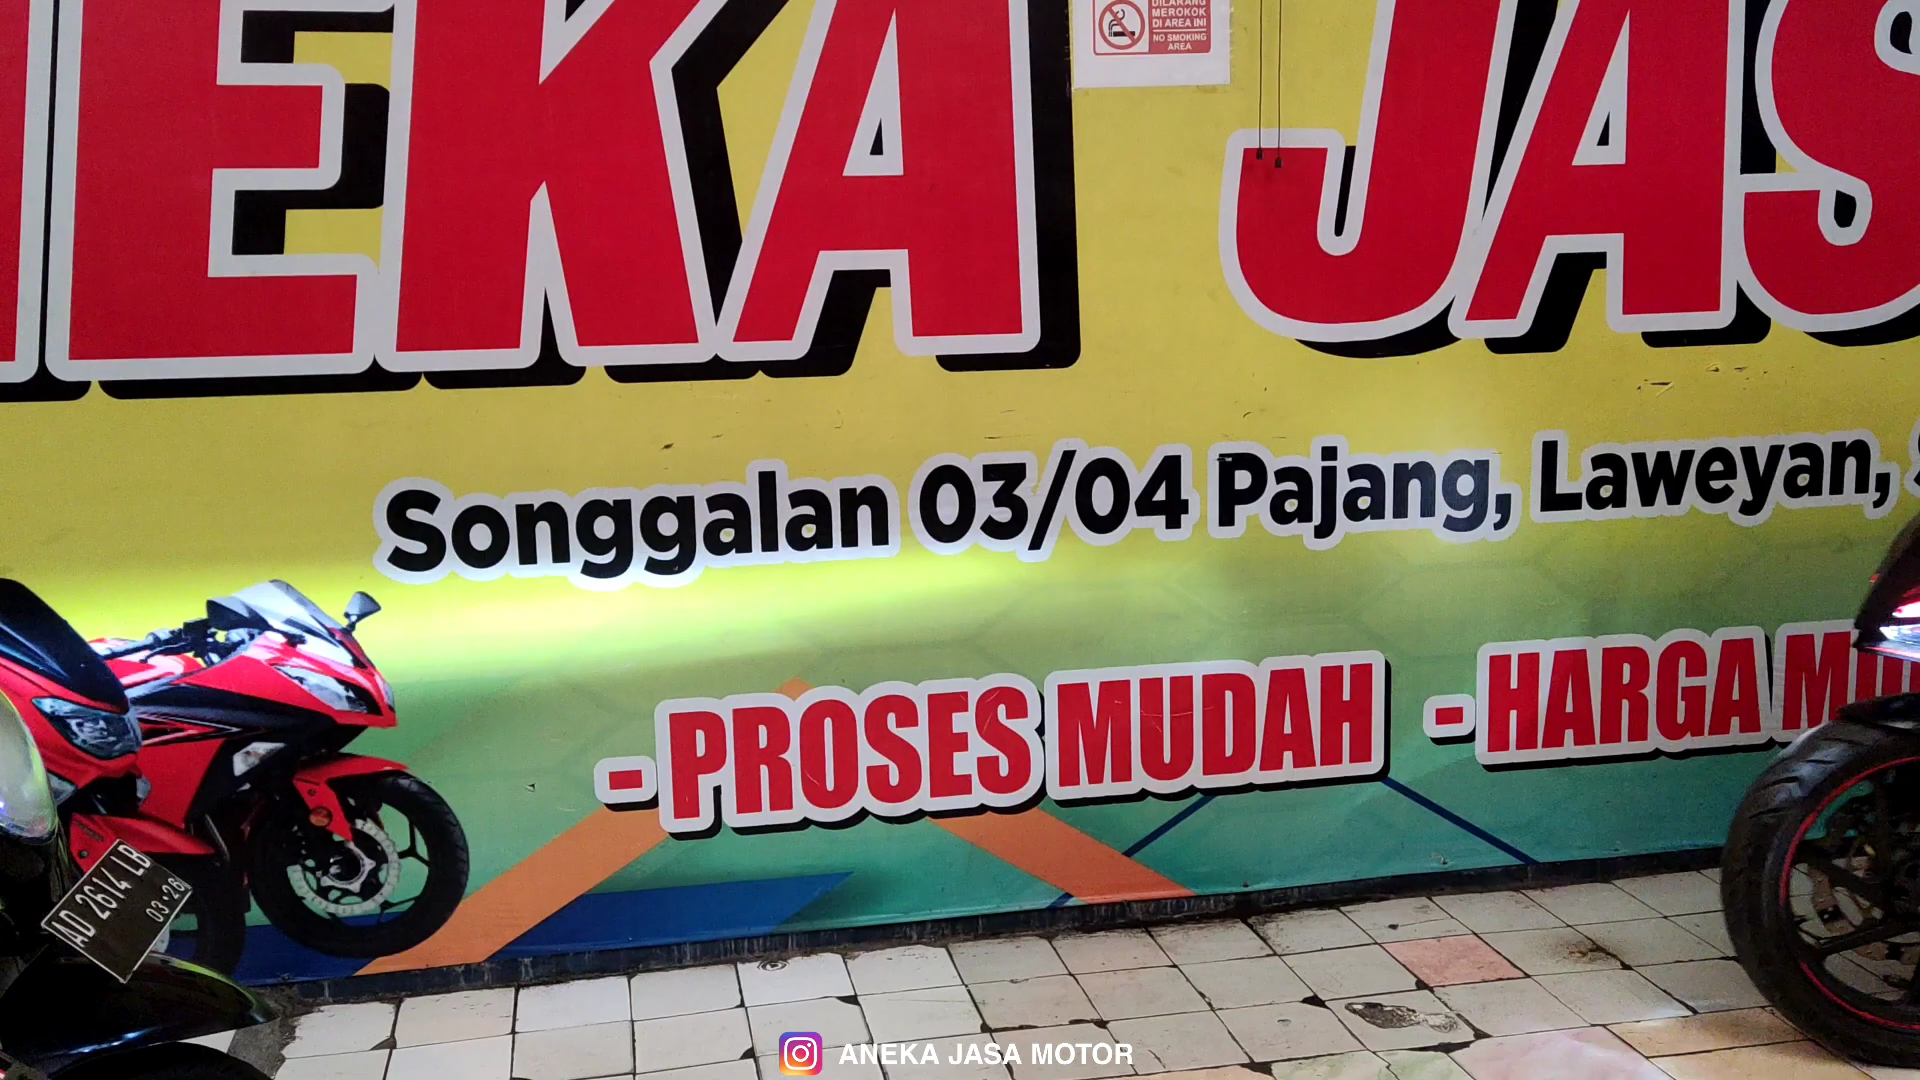 DILARANG
MEROKOK
DI AREA INI
NO SMOKING
AREA
EKA JAS
Songgalan 03/04 Pajang, Laweyan,
- PROSES MUDAH - HARGA
AD 2614 LB
03·26
ANEKA JASA MOTOR